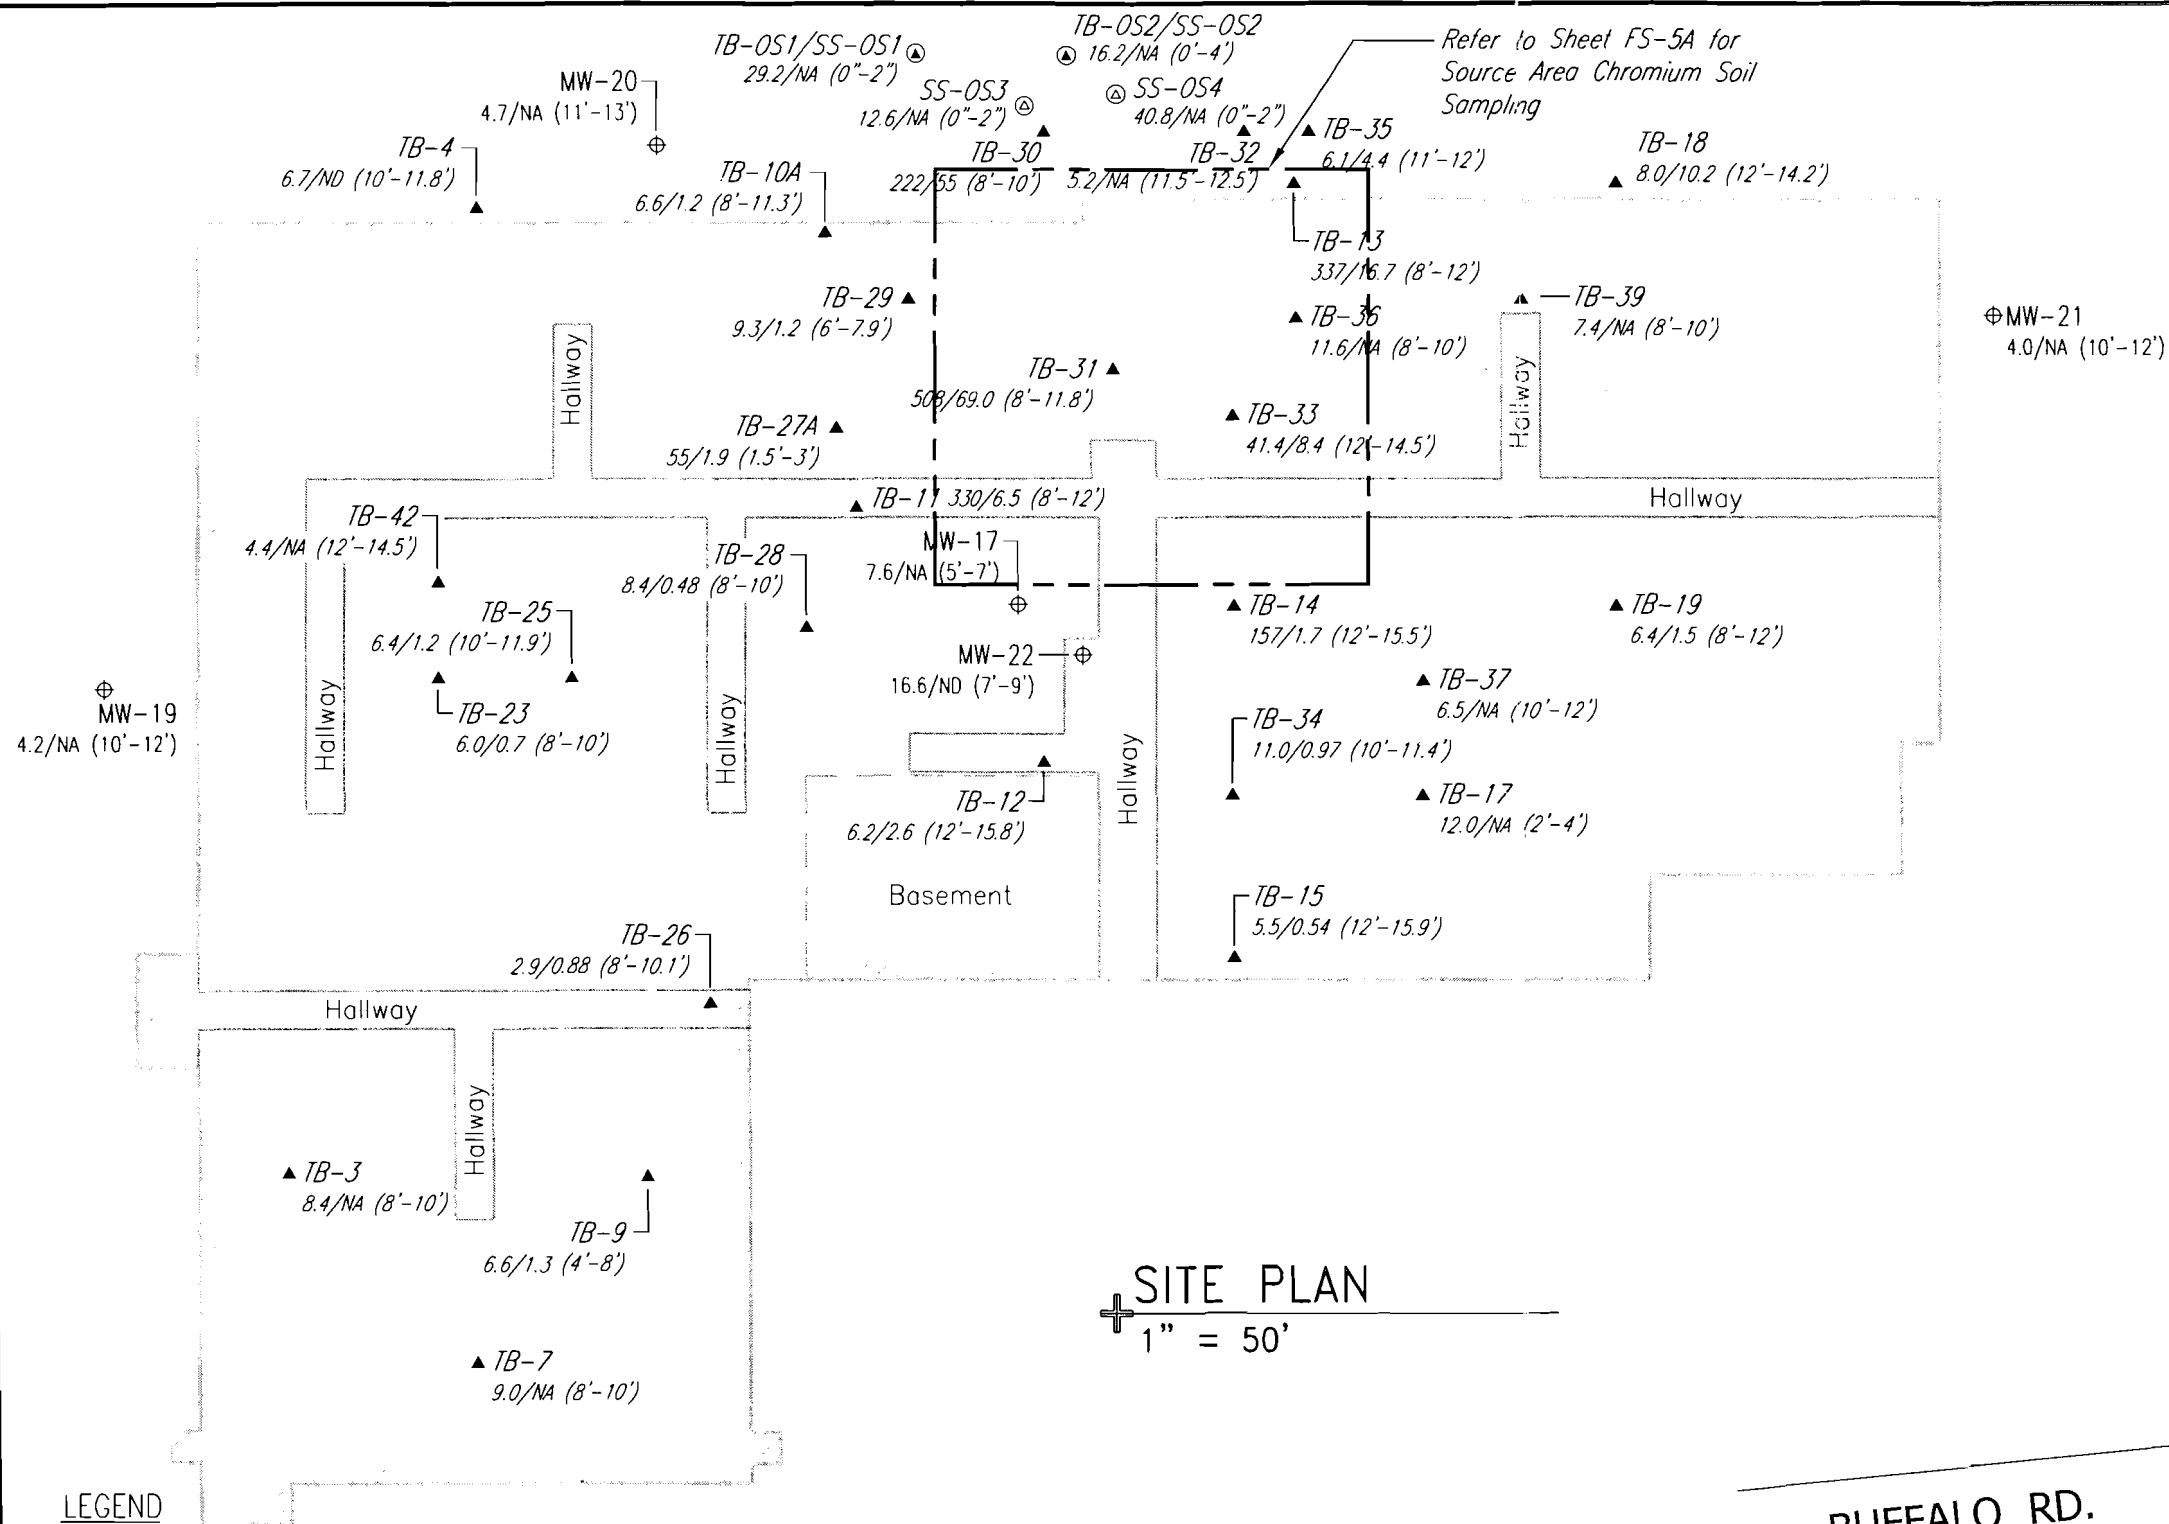 TB-OS1/SS-OS1
29.2/NA (0"-2")
TB-OS2/SS-OS2
16.2/NA (0'-4')
Refer to Sheet FS-5A for
Source Area Chromium Soil
Sampling
MW-20
4.7/NA (11'-13')
SS-OS3
12.6/NA (0"-2")
SS-OS4
40.8/NA (0"-2")
TB-4
6.7/ND (10'-11.8')
TB-10A
6.6/1.2 (8'-11.3')
TB-30
222/55 (8'-10')
TB-32
5.2/NA (11.5'-12.5')
TB-35
6.1/4.4 (11'-12')
TB-18
8.0/10.2 (12'-14.2')
TB-13
337/16.7 (8'-12')
TB-29
9.3/1.2 (6'-7.9')
TB-36
11.6/NA (8'-10')
TB-39
7.4/NA (8'-10')
MW-21
4.0/NA (10'-12')
Hallway
TB-31
508/69.0 (8'-11.8')
Hallway
TB-27A
55/1.9 (1.5'-3')
TB-33
41.4/8.4 (12'-14.5')
TB-11 330/6.5 (8'-12')
Hallway
TB-42
4.4/NA (12'-14.5')
TB-28
8.4/0.48 (8'-10')
MW-17
7.6/NA (5'-7')
TB-25
6.4/1.2 (10'-11.9')
TB-14
157/1.7 (12'-15.5')
TB-19
6.4/1.5 (8'-12')
MW-22
16.6/ND (7'-9')
TB-37
6.5/NA (10'-12')
MW-19
4.2/NA (10'-12')
Hallway
TB-23
6.0/0.7 (8'-10')
Hallway
TB-34
11.0/0.97 (10'-11.4')
Hallway
TB-12
6.2/2.6 (12'-15.8')
TB-17
12.0/NA (2'-4')
Basement
TB-15
5.5/0.54 (12'-15.9')
TB-26
2.9/0.88 (8'-10.1')
Hallway
Hallway
TB-3
8.4/NA (8'-10')
TB-9
6.6/1.3 (4'-8')
SITE PLAN
1" = 50'
TB-7
9.0/NA (8'-10')
LEGEND
BUFFALO RD.